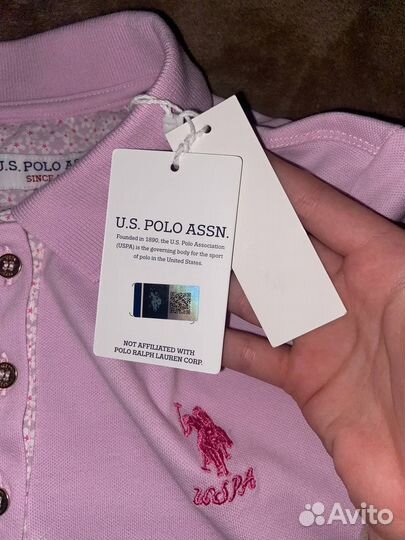 U.S. POLO ASSN.
SINCE
U.S. POLO ASSN.
Founded in 1890, the U.S. Polo Association
(USPA) is the governing body for the sport
of polo in the United States.
NOT AFFILIATED WITH
POLO RALPH LAUREN CORP.
USPA
Avito